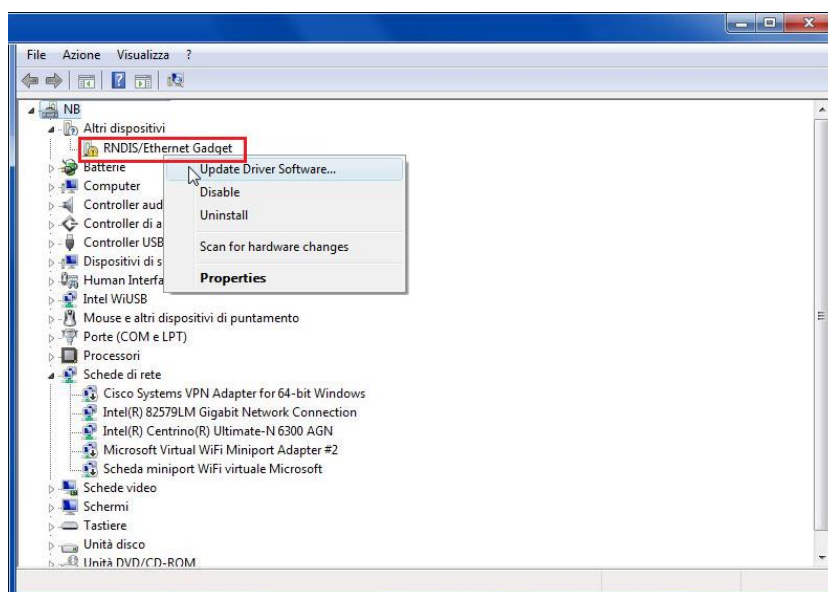 File Azione Visualizza ?
NB
Altri dispositivi
RNDIS/Ethernet Gadget
Batterie
Update Driver Software...
Computer
Disable
Controller aud
Controller di a
Uninstall
Controller USB
Scan for hardware changes
Dispositivi di s
Human Interfa
Properties
Intel WiUSB
Mouse e altri dispositivi di puntamento
Porte (COM e LPT)
Processori
Schede di rete
Cisco Systems VPN Adapter for 64-bit Windows
Intel(R) 82579LM Gigabit Network Connection
Intel(R) Centrino(R) Ultimate-N 6300 AGN
Microsoft Virtual WiFi Miniport Adapter #2
Scheda miniport WiFi virtuale Microsoft
Schede video
Schermi
Tastiere
Unità disco
Unità DVD/CD-ROM